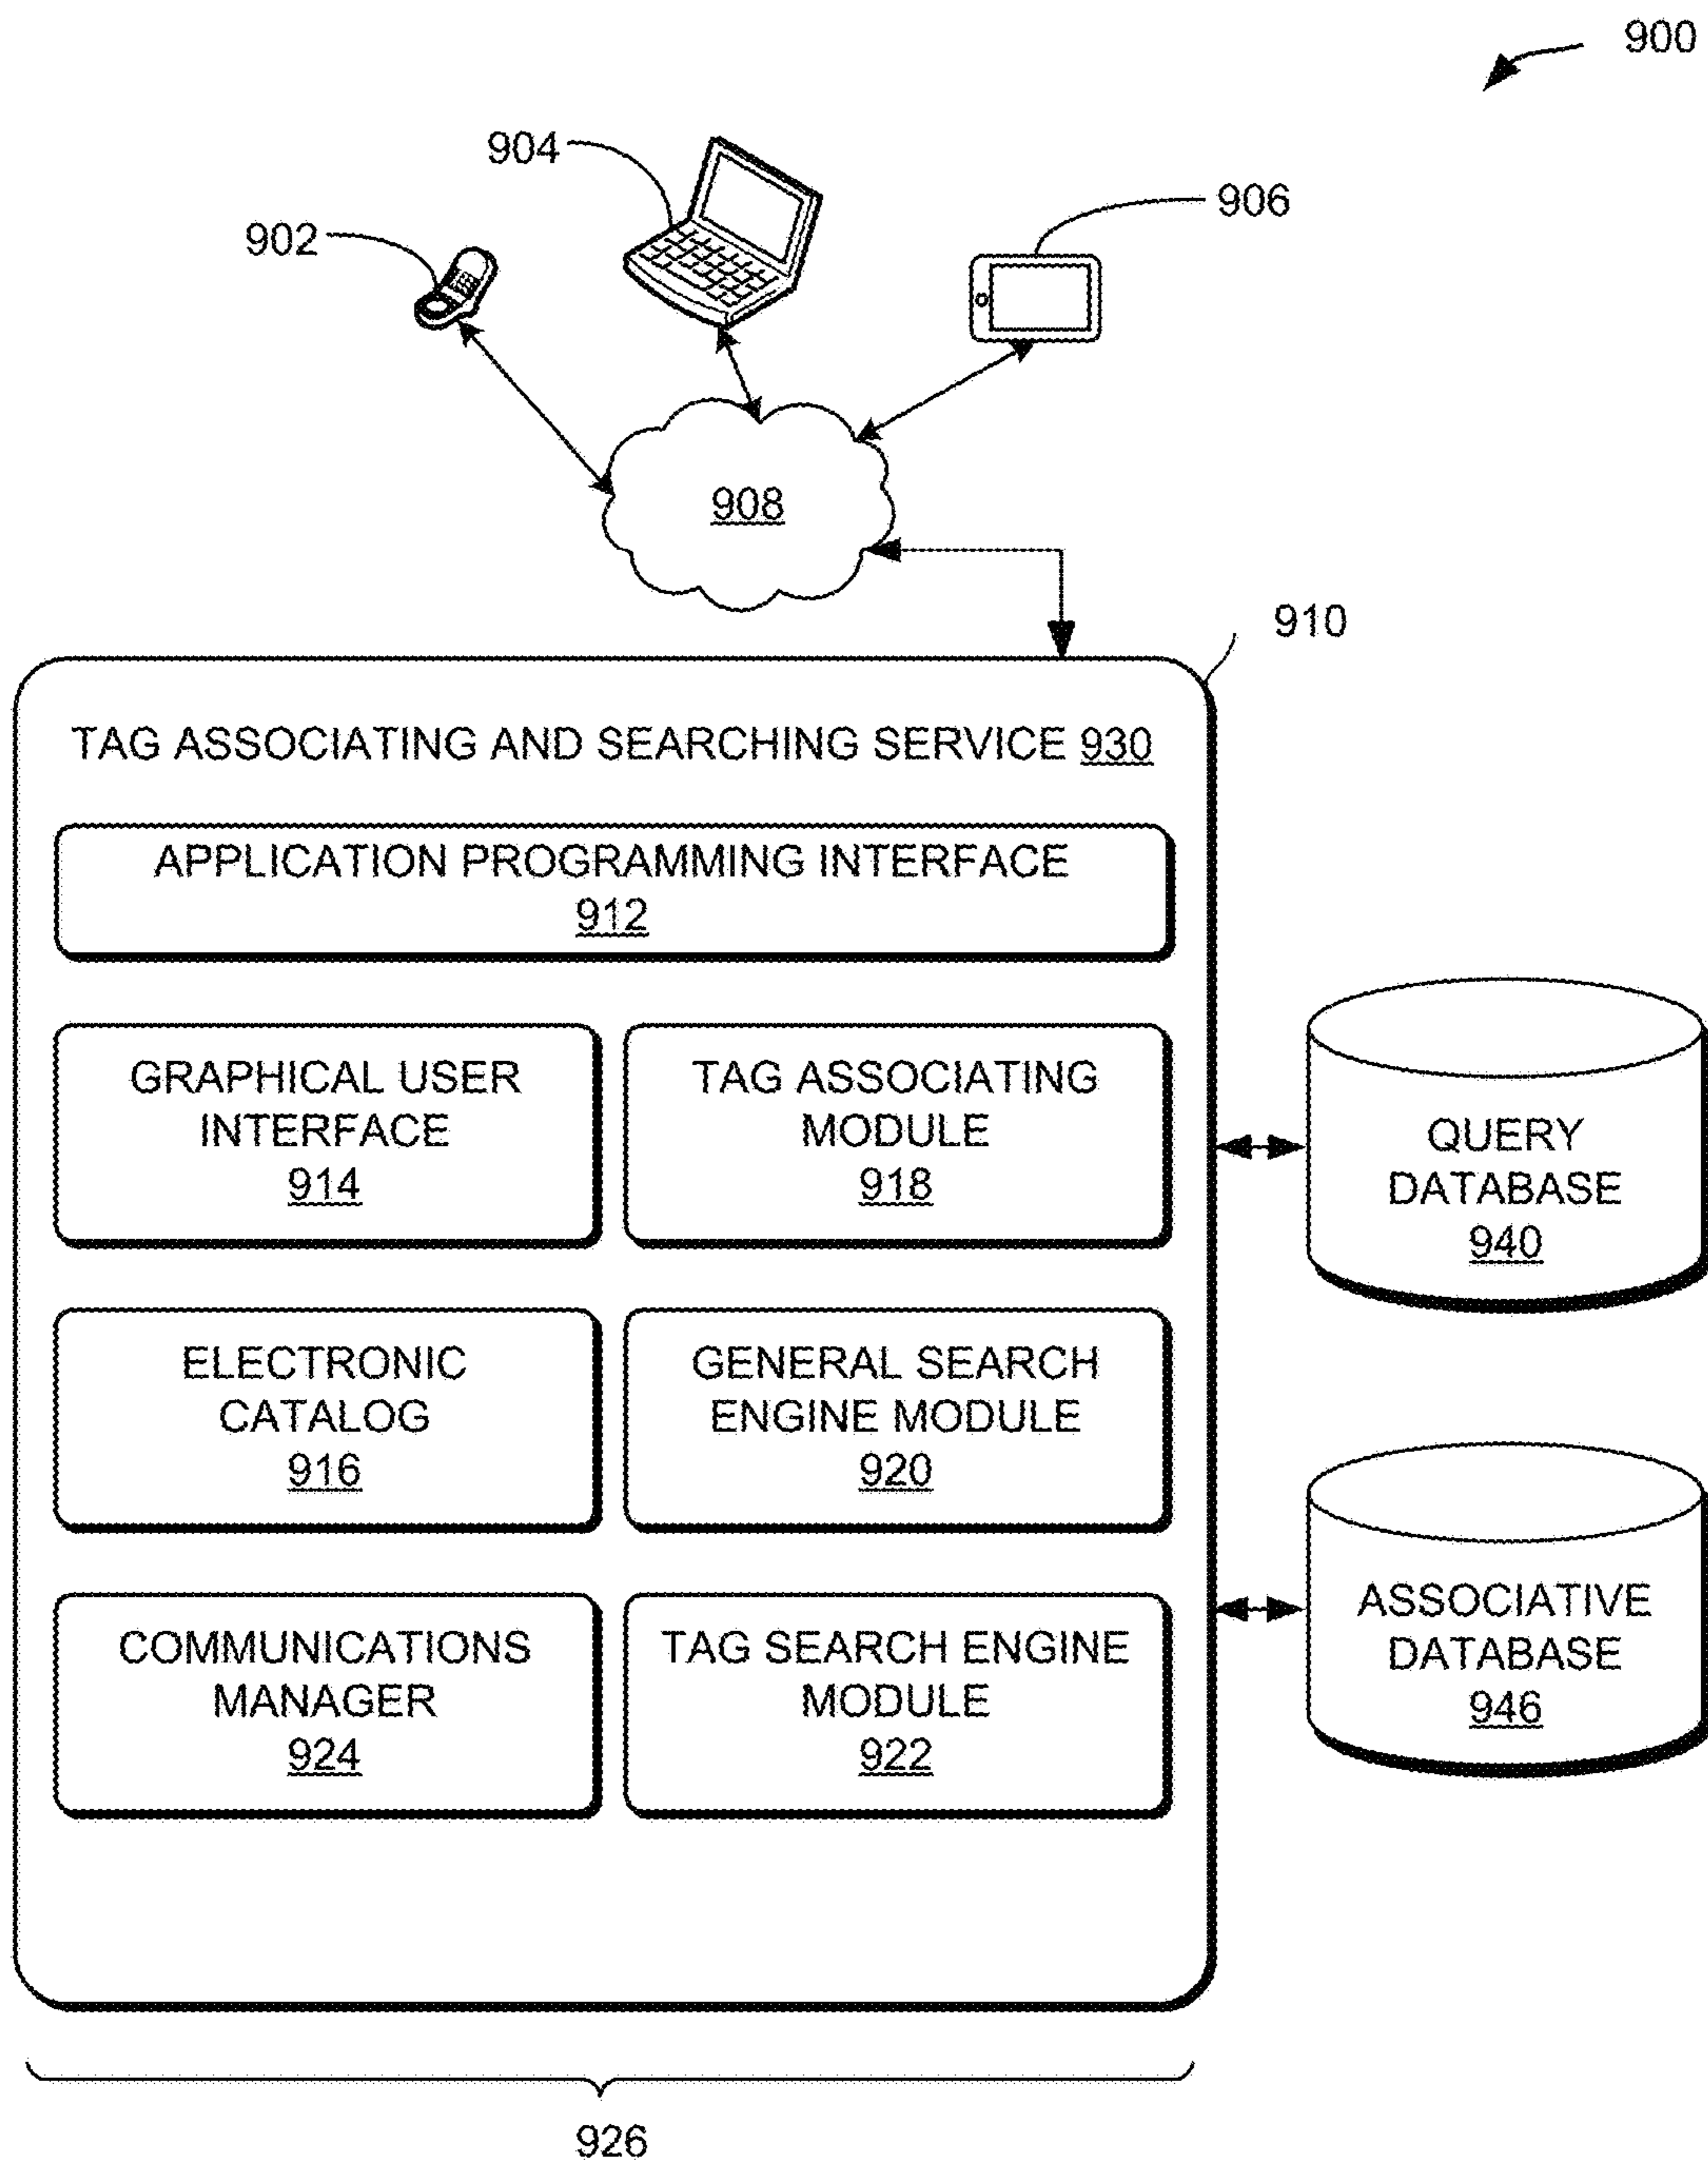 900
904
906
902
908
910
TAG ASSOCIATING AND SEARCHING SERVICE 930
APPLICATION PROGRAMMING INTERFACE
912
GRAPHICAL USER
INTERFACE
914
TAG ASSOCIATING
MODULE
918
QUERY
DATABASE
940
ELECTRONIC
CATALOG
916
GENERAL SEARCH
ENGINE MODULE
920
COMMUNICATIONS
MANAGER
924
TAG SEARCH ENGINE
MODULE
922
ASSOCIATIVE
DATABASE
946
926